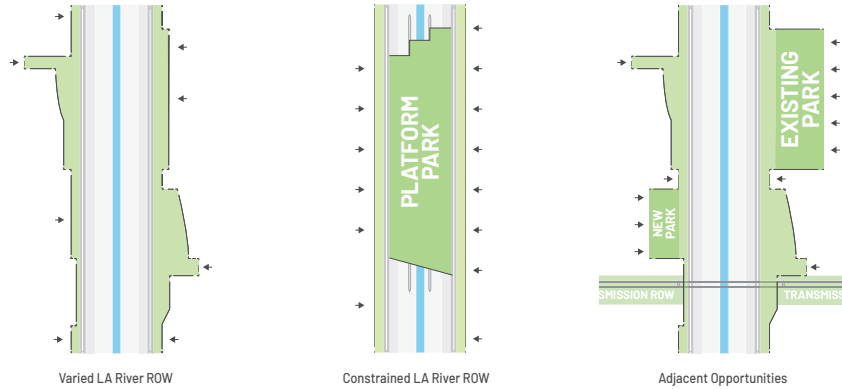 PLATFORM
PARK
EXISTING
PARK
NEW
PARK
SMISSION ROW
TRANSMISS
Varied LA River ROW
Constrained LA River ROW
Adjacent Opportunities